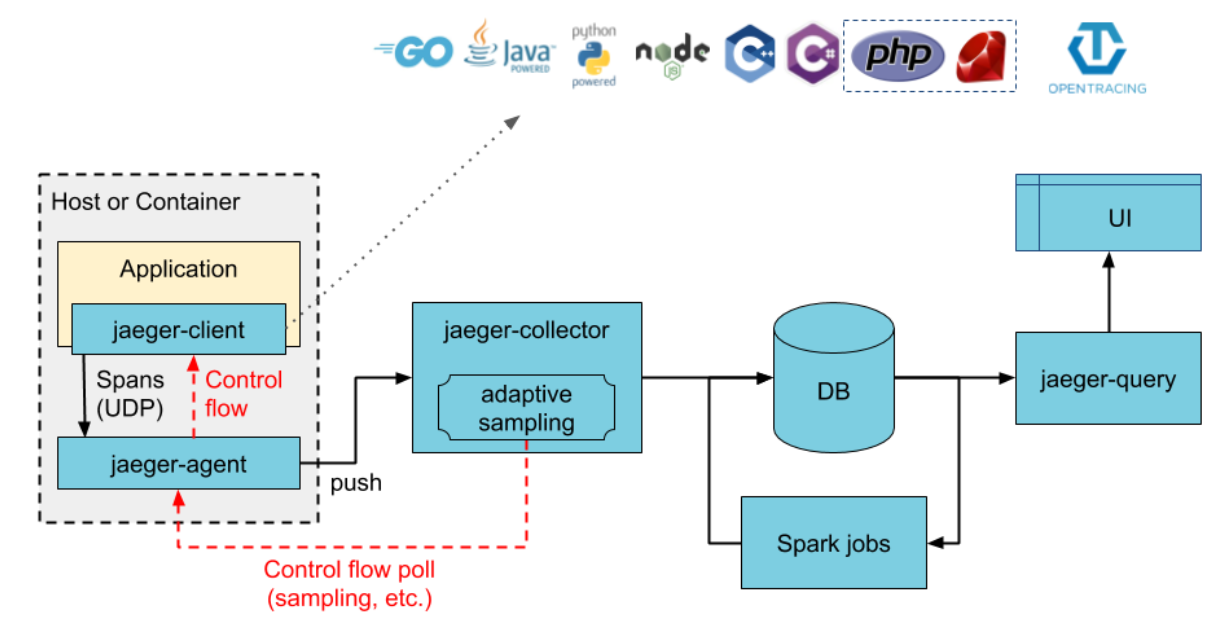 GO
Java
POWERED
python
powered
node
JS
C++
C#
php
OPENTRACING
Host or Container
Application
jaeger-client
Spans
(UDP)
Control
flow
jaeger-agent
push
jaeger-collector
adaptive
sampling
Control flow poll
(sampling, etc.)
DB
Spark jobs
UI
jaeger-query